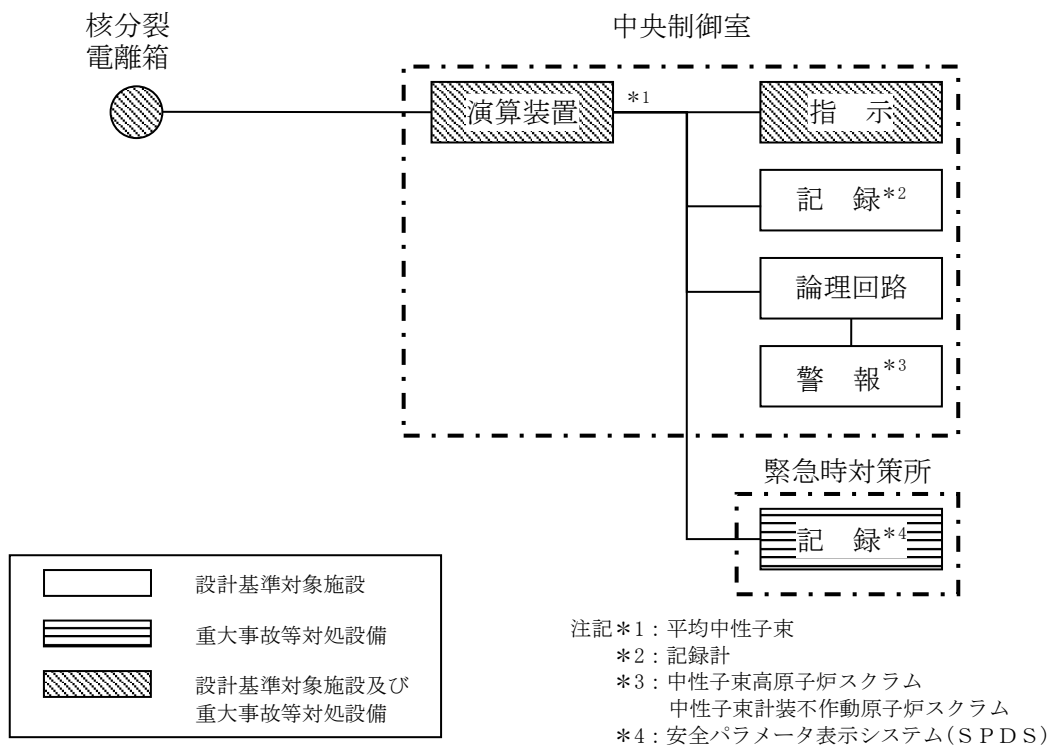 核分裂
電離箱
中央制御室
演算装置
*1
指　示
記　録*2
論理回路
警　報*3
緊急時対策所
記　録*4
設計基準対象施設
重大事故等対処設備
設計基準対象施設及び
重大事故等対処設備
注記*1：平均中性子束
*2：記録計
*3：中性子束高原子炉スクラム
中性子束計装不作動原子炉スクラム
*4：安全パラメータ表示システム(ＳＰＤＳ)